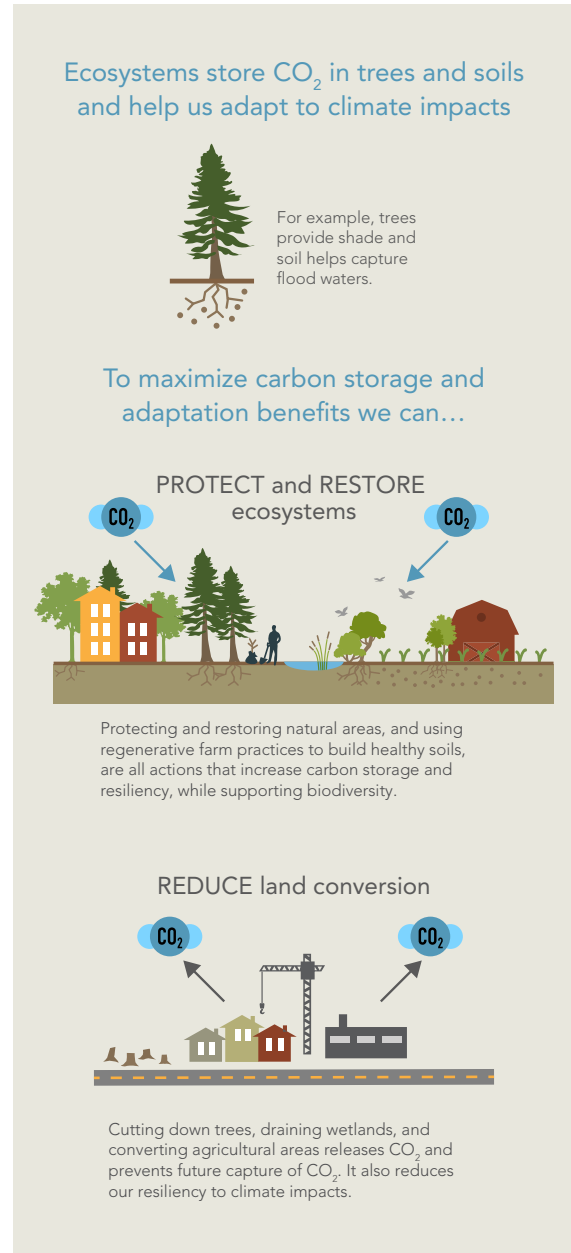 Ecosystems store CO₂ in trees and soils
and help us adapt to climate impacts
For example, trees
provide shade and
soil helps capture
flood waters.
To maximize carbon storage and
adaptation benefits we can…
PROTECT and RESTORE
ecosystems
CO₂
CO₂
Protecting and restoring natural areas, and using
regenerative farm practices to build healthy soils,
are all actions that increase carbon storage and
resiliency, while supporting biodiversity.
REDUCE land conversion
CO₂
CO₂
Cutting down trees, draining wetlands, and
converting agricultural areas releases CO₂ and
prevents future capture of CO₂. It also reduces
our resiliency to climate impacts.